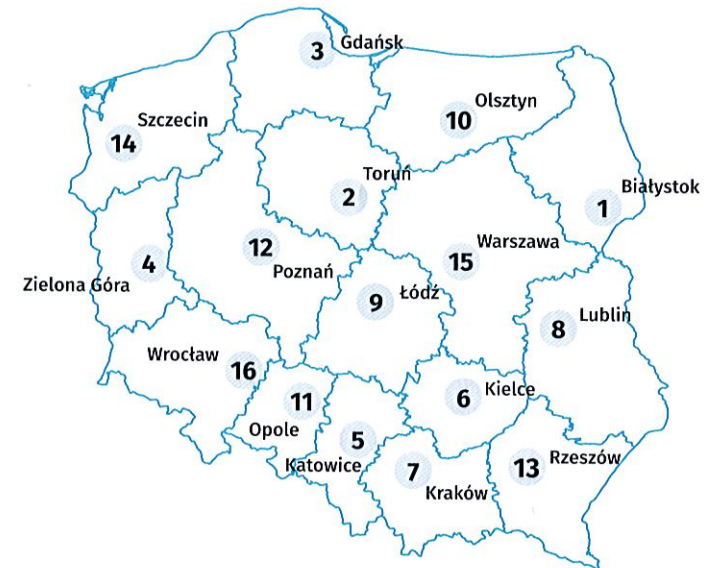 3 Gdańsk
Olsztyn
10
Szczecin
14
Toruń
2
Białystok
1
Warszawa
15
12
Poznań
4
Zielona Góra
9 Łódź
Lublin
8
Wrocław
16
Kielce
6
11
Opole
5
Katowice
7
Kraków
Rzeszów
13